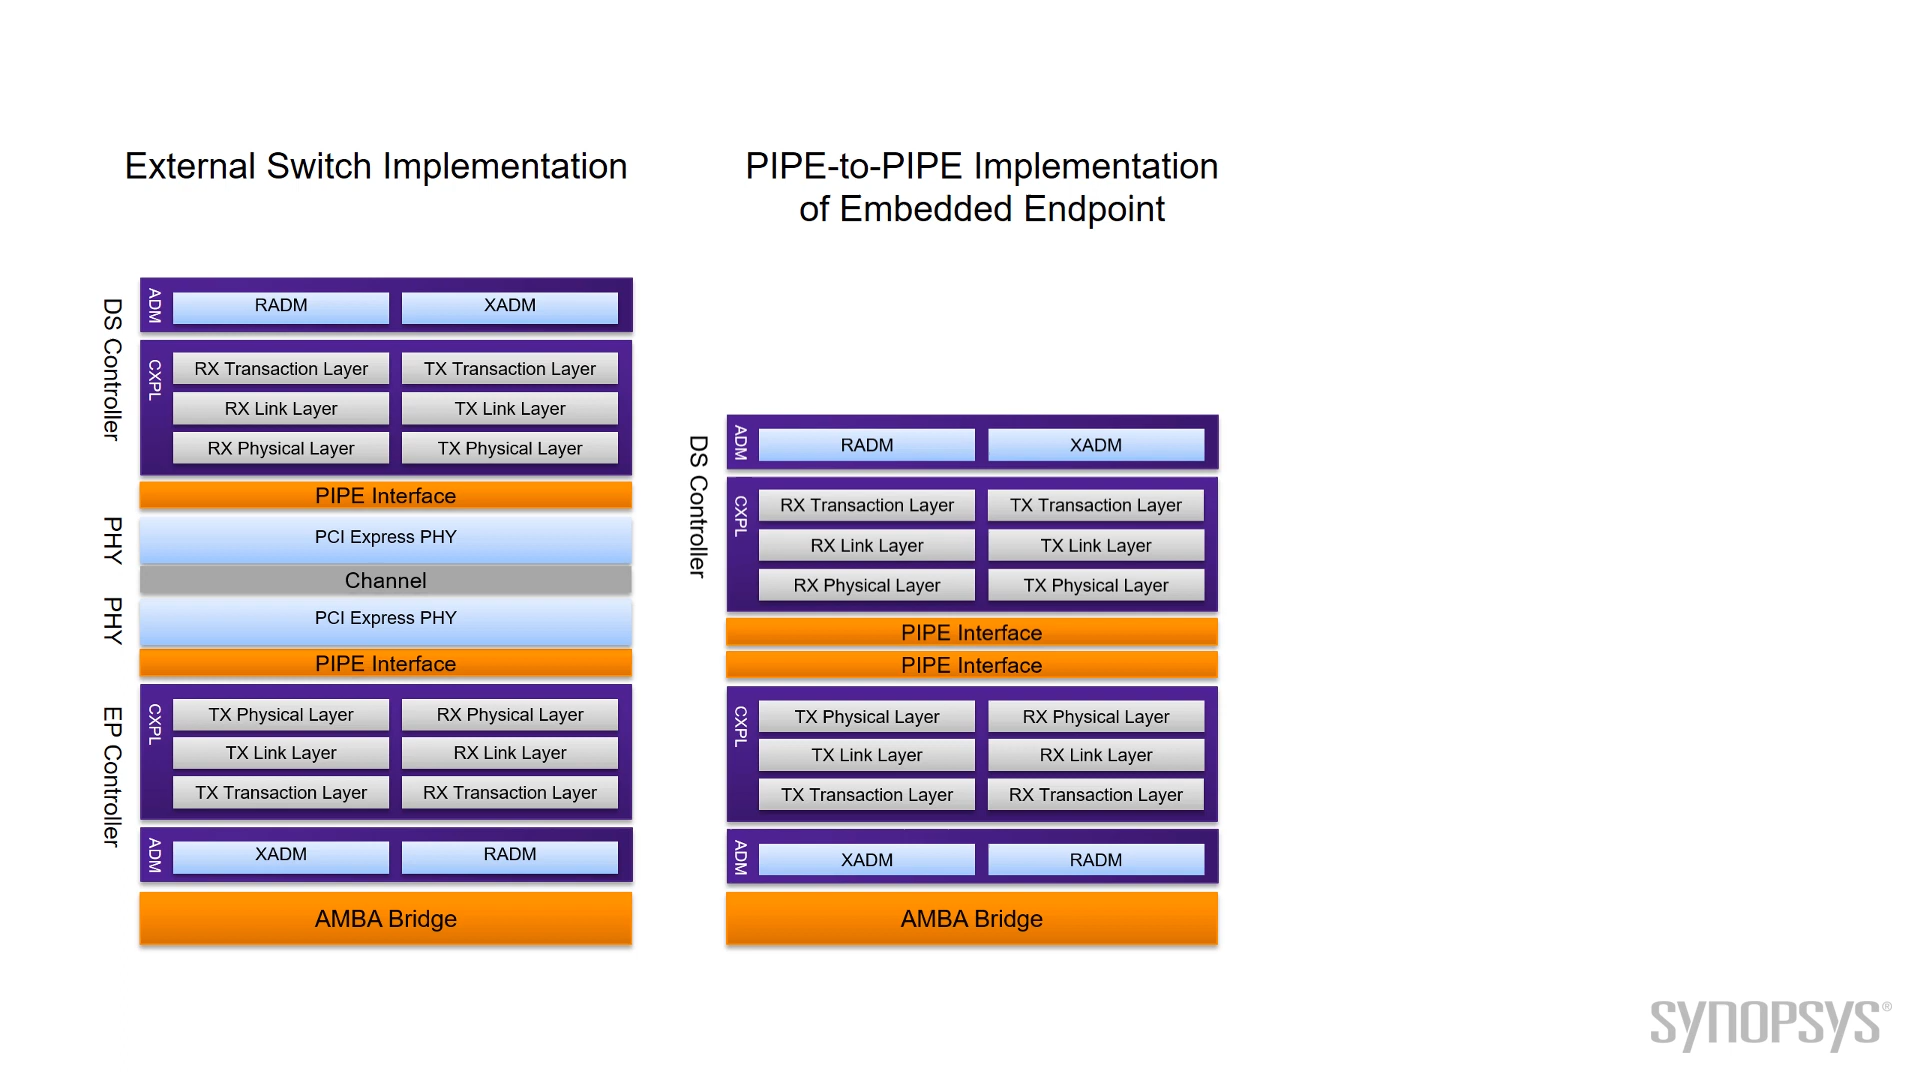 External Switch Implementation
DS Controller
ADM
RADM
XADM
CXPL
RX Transaction Layer
TX Transaction Layer
RX Link Layer
TX Link Layer
RX Physical Layer
TX Physical Layer
PIPE Interface
PHY
PCI Express PHY
Channel
PHY
PCI Express PHY
PIPE Interface
EP Controller
CXPL
TX Physical Layer
RX Physical Layer
TX Link Layer
RX Link Layer
TX Transaction Layer
RX Transaction Layer
ADM
XADM
RADM
AMBA Bridge
PIPE-to-PIPE Implementation
of Embedded Endpoint
DS Controller
ADM
RADM
XADM
CXPL
RX Transaction Layer
TX Transaction Layer
RX Link Layer
TX Link Layer
RX Physical Layer
TX Physical Layer
PIPE Interface
PIPE Interface
CXPL
TX Physical Layer
RX Physical Layer
TX Link Layer
RX Link Layer
TX Transaction Layer
RX Transaction Layer
ADM
XADM
RADM
AMBA Bridge
SYNOPSYS®